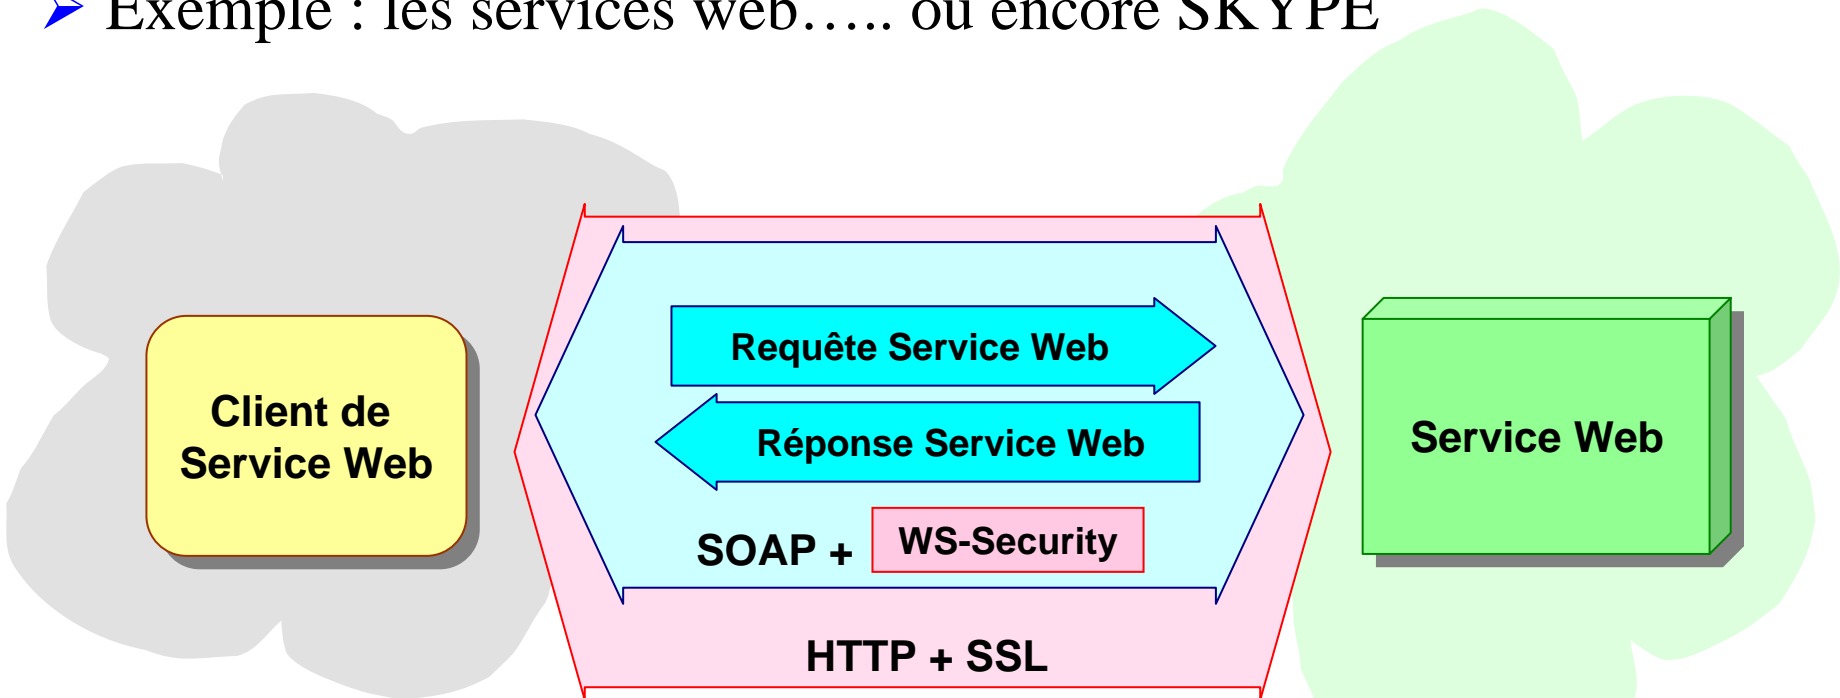 Exemple : les services web….. ou encore SKYPE
Requête Service Web
Client de
Service Web
Réponse Service Web
Service Web
SOAP + WS-Security
HTTP + SSL